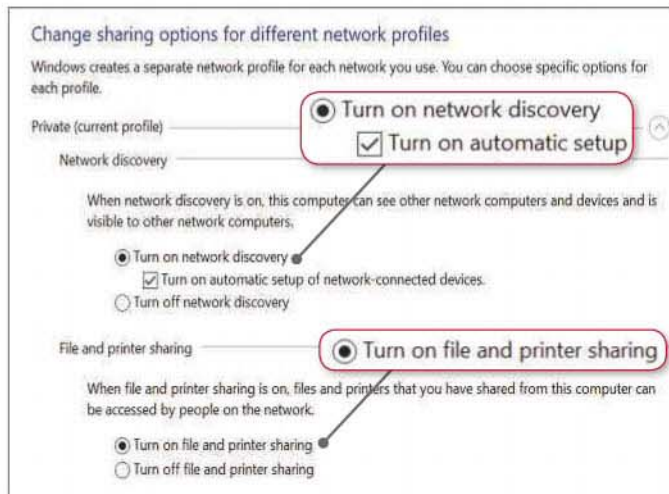 Change sharing options for different network profiles
Windows creates a separate network profile for each network you use. You can choose specific options for
each profile.
Turn on network discovery
Turn on automatic setup
Private (current profile)
Network discovery
When network discovery is on, this computer can see other network computers and devices and is
visible to other network computers.
Turn on network discovery
Turn on automatic setup of network-connected devices.
Turn off network discovery
File and printer sharing
Turn on file and printer sharing
When file and printer sharing is on, files and printers that you have shared from this computer can
be accessed by people on the network.
Turn on file and printer sharing
Turn off file and printer sharing